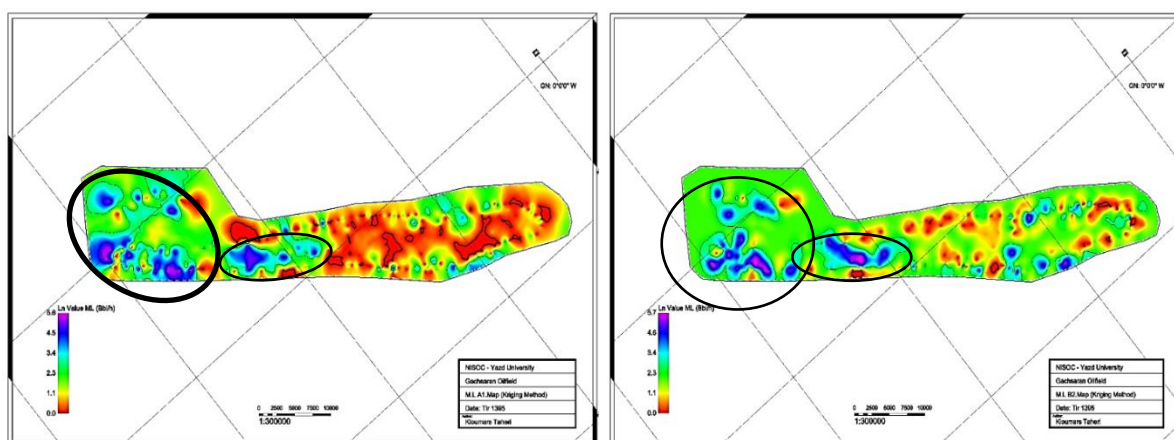 GN: 0°0'0" W
Ln Value ML (Bbl/h)
5.8
4.6
3.4
2.3
1.1
0.0
0 2500 5000 7500 10000
1:300000
NISOC - Yazd University
Gachsaran Oilfield
M.L A1.Map (Kriging Method)
Date: Tir 1395
Kioumars Taheri
GN: 0°0'0" W
Ln Value ML (Bbl/h)
5.7
4.6
3.4
2.3
1.1
0.0
0 2500 5000 7500 10000
1:300000
NISOC - Yazd University
Gachsaran Oilfield
M.L B2.Map (Kriging Method)
Date: Tir 1395
Kioumars Taheri